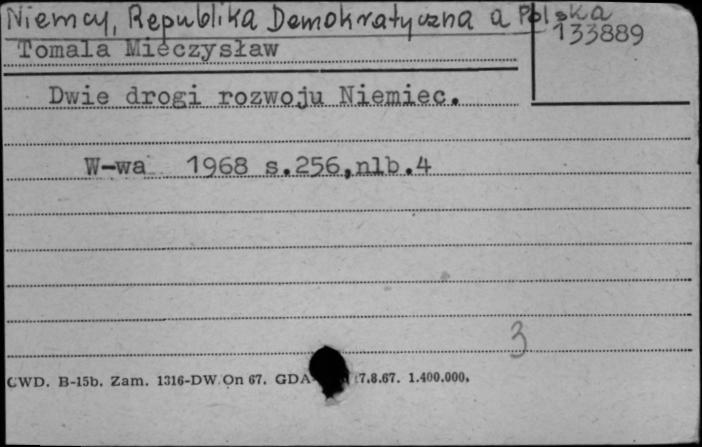 Niemcy, Republika Demokratyczna a Polska
133889
Tomala Mieczysław
Dwie drogi rozwoju Niemiec.
W-wa 1968 s.256,nlb.4
3
CWD. B-15b. Zam. 1316-DW On 67. GDA 7.8.67. 1.400.000.